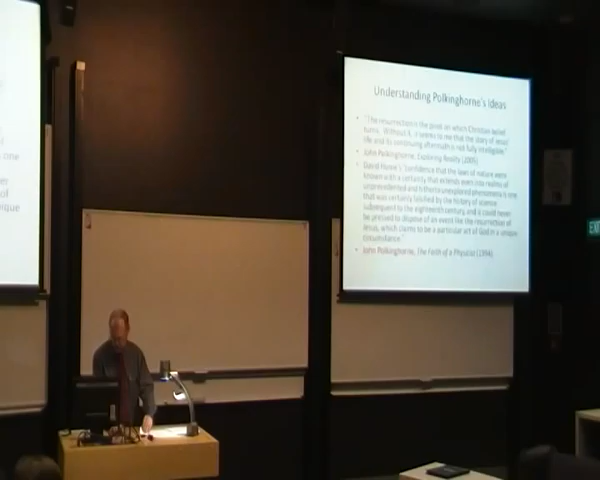 one
er
of
nique
Understanding Polkinghorne's Ideas
• "The resurrection is the pivot on which Christian belief
turns. Without it, it seems to me that the story of Jesus'
life and its continuing aftermath is not fully intelligible."
• John Polkinghorne, Exploring Reality (2005)
• David Hume's 'confidence that the laws of nature were
known with a certainty that extends even into realms of
unprecedented and hitherto unexplored phenomena is one
that was certainly falsified by the history of science
subsequent to the eighteenth century, and it could never
be pressed to dispose of an event like the resurrection of
Jesus, which claims to be a particular act of God in a unique
circumstance.'
• John Polkinghorne, The Faith of a Physicist (1994)
EXIT